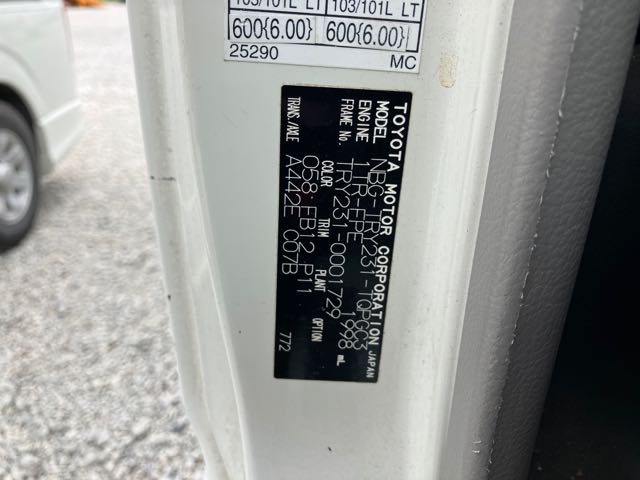 103/101L LT 103/101L LT
600{6.00} 600{6.00}
25290 MC
TOYOTA MOTOR CORPORATION JAPAN
MODEL NBG-TRY231-TQPGC3
ENGINE 1TR-FPE 1998 mL
FRAME No. TRY231-0001729
COLOR TRIM PLANT OPTION
058 FB12 P11
TRANS./AXLE A442E C07B
772